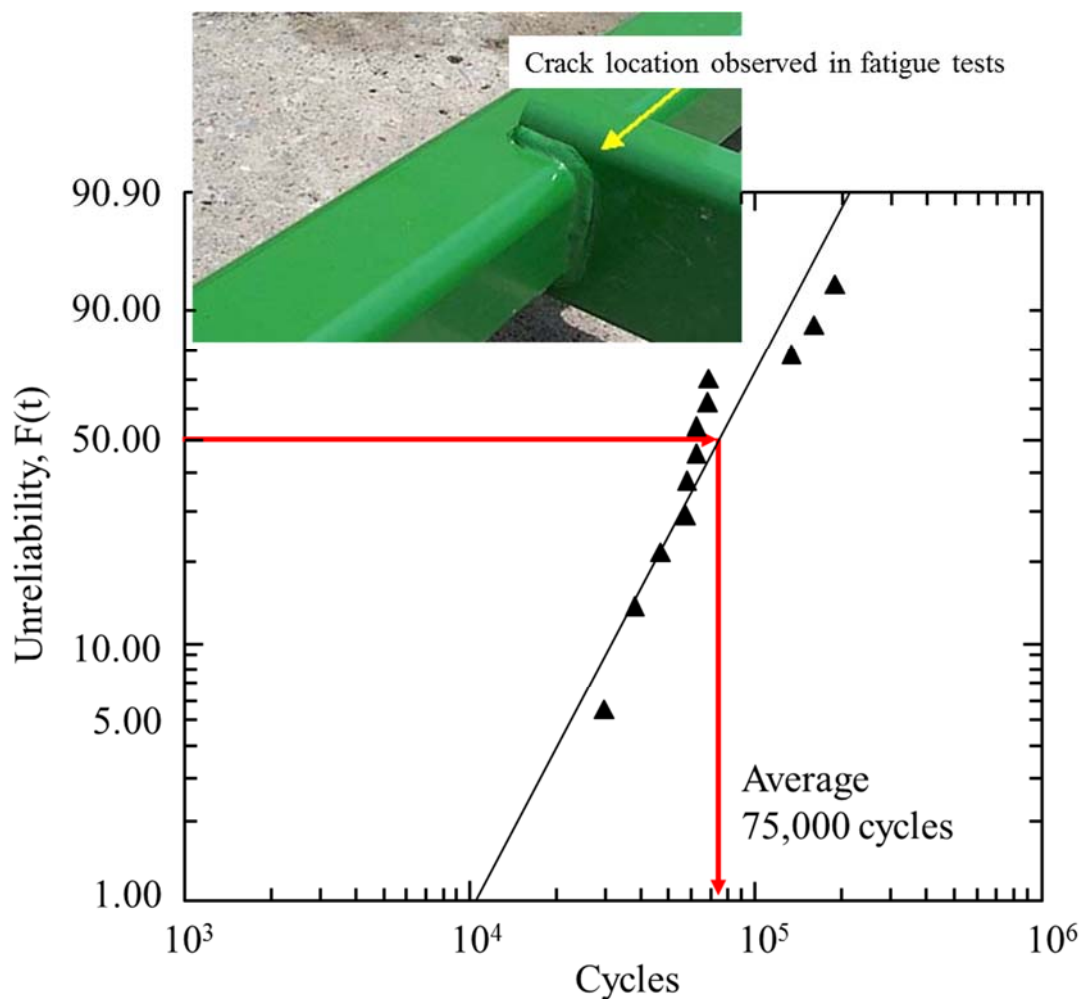 Crack location observed in fatigue tests
90.90
90.00
50.00
10.00
5.00
1.00
Unreliability, F(t)
Average
75,000 cycles
10³
10⁴
10⁵
10⁶
Cycles